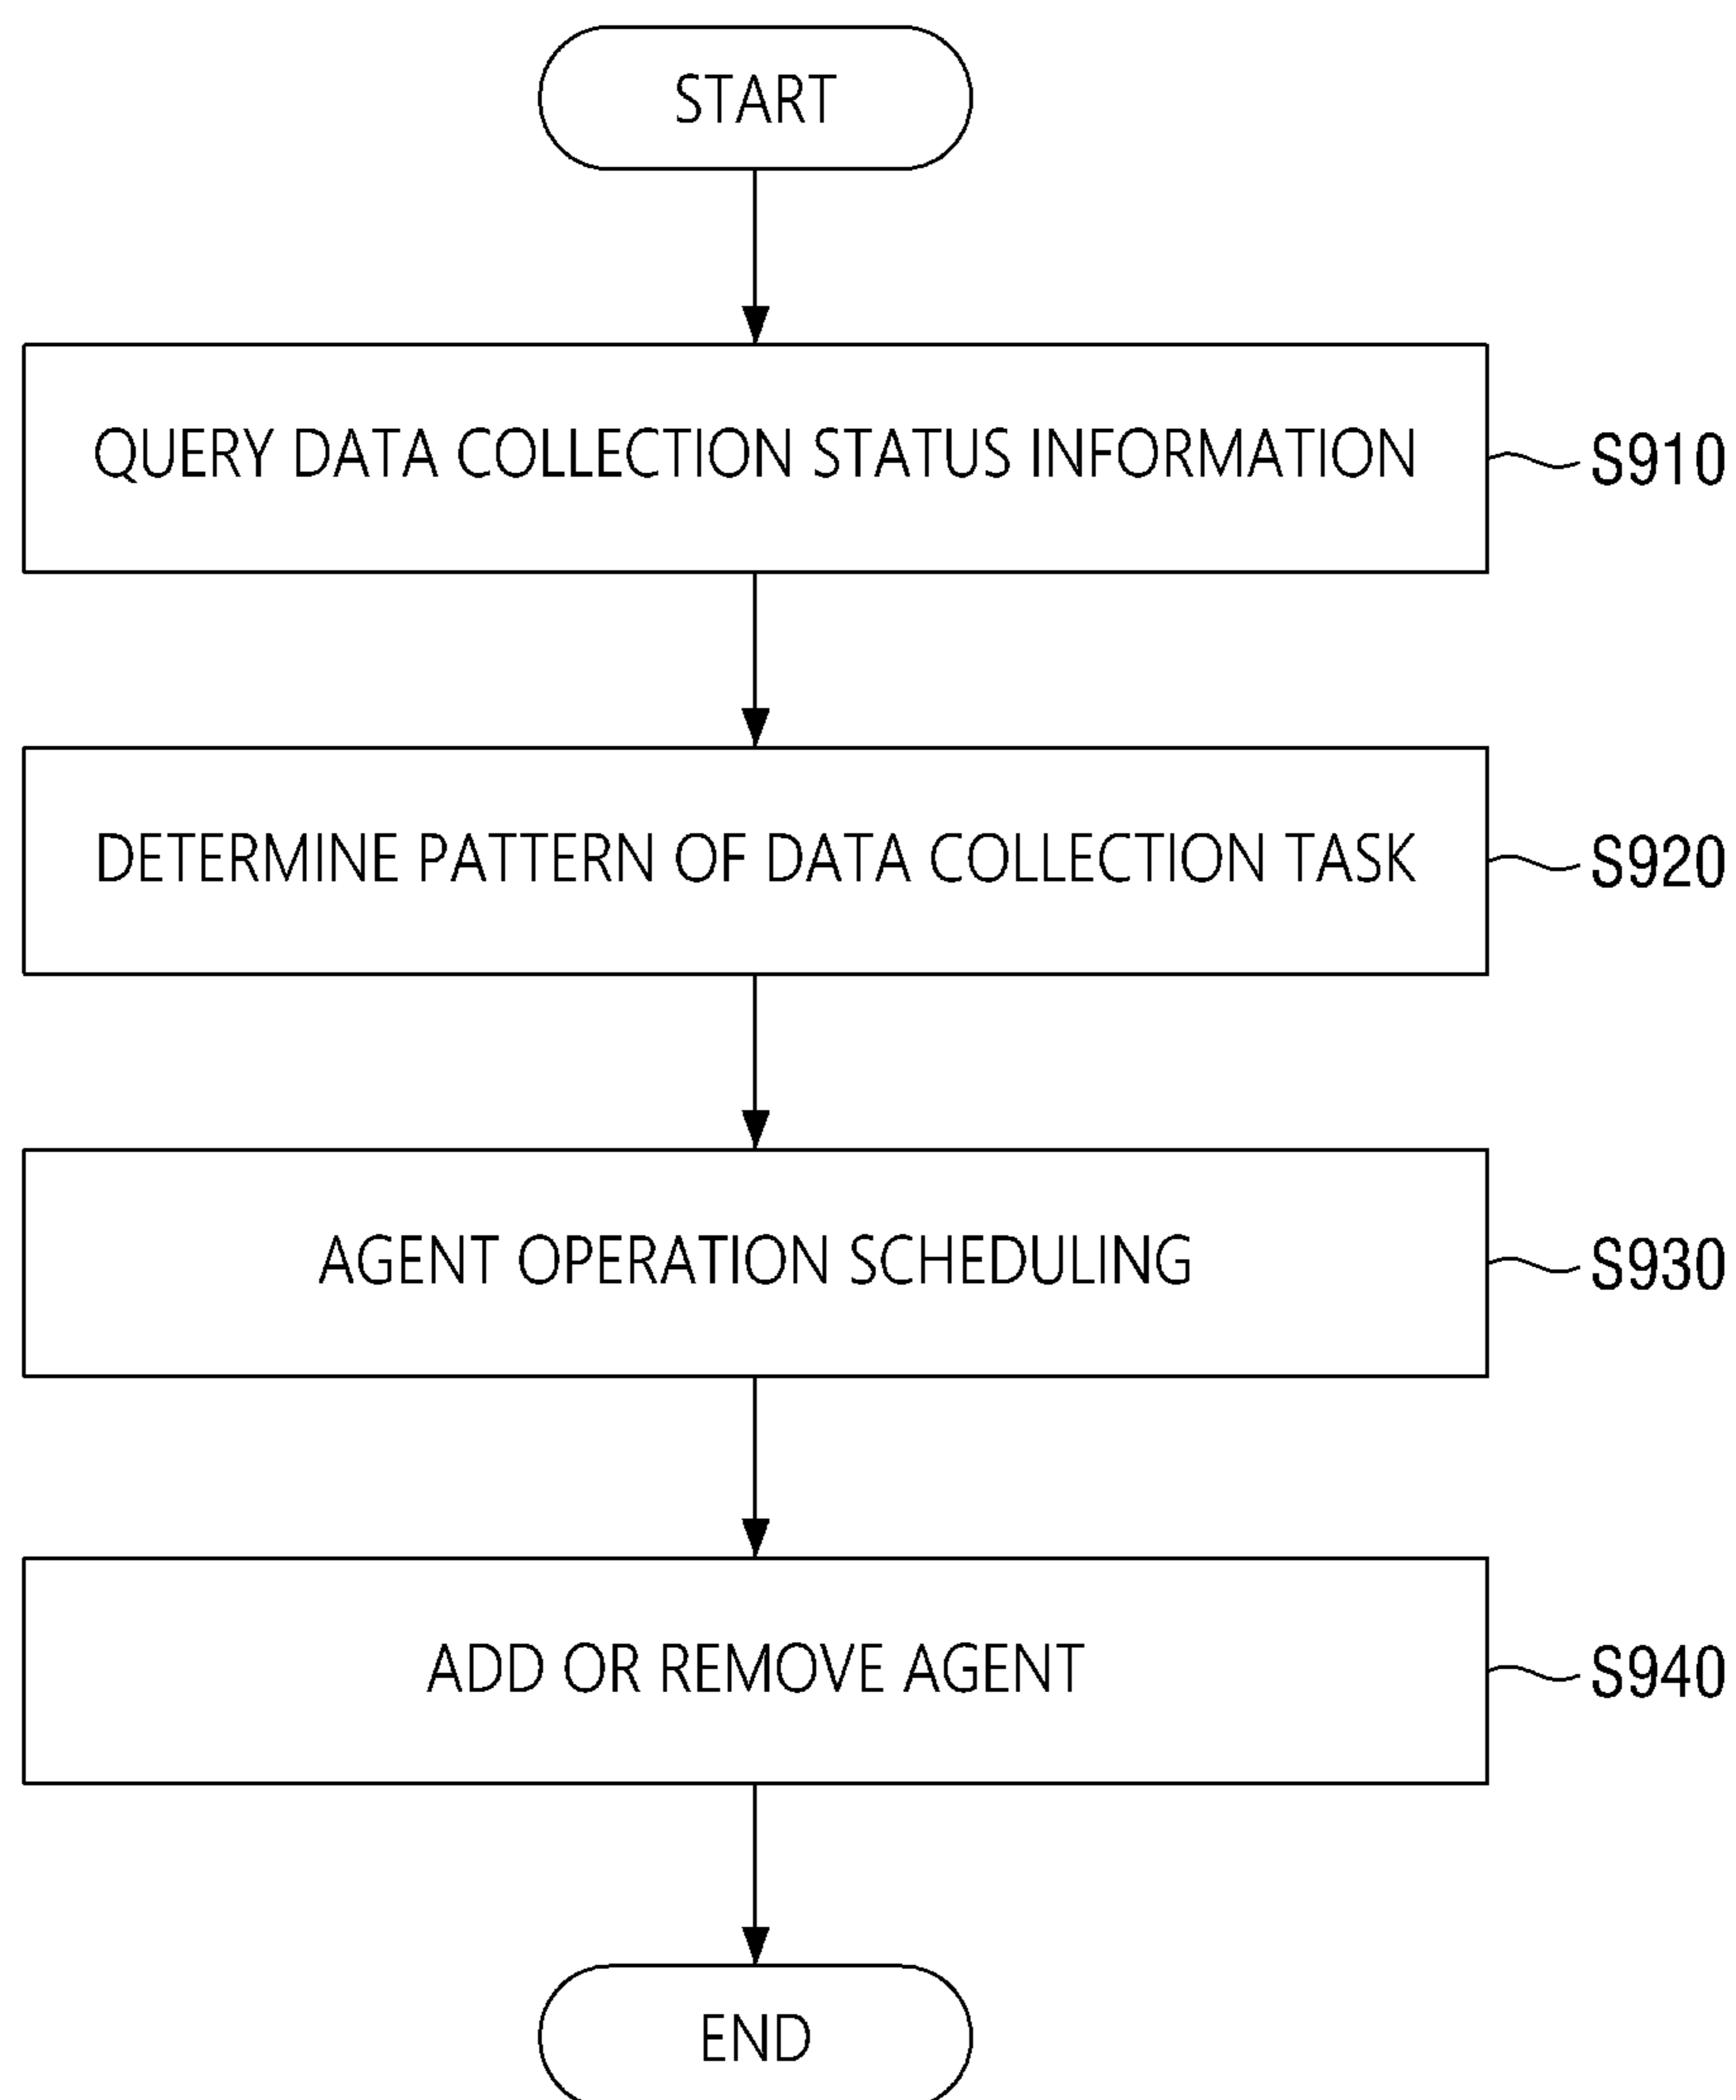 START
QUERY DATA COLLECTION STATUS INFORMATION
S910
DETERMINE PATTERN OF DATA COLLECTION TASK
S920
AGENT OPERATION SCHEDULING
S930
ADD OR REMOVE AGENT
S940
END